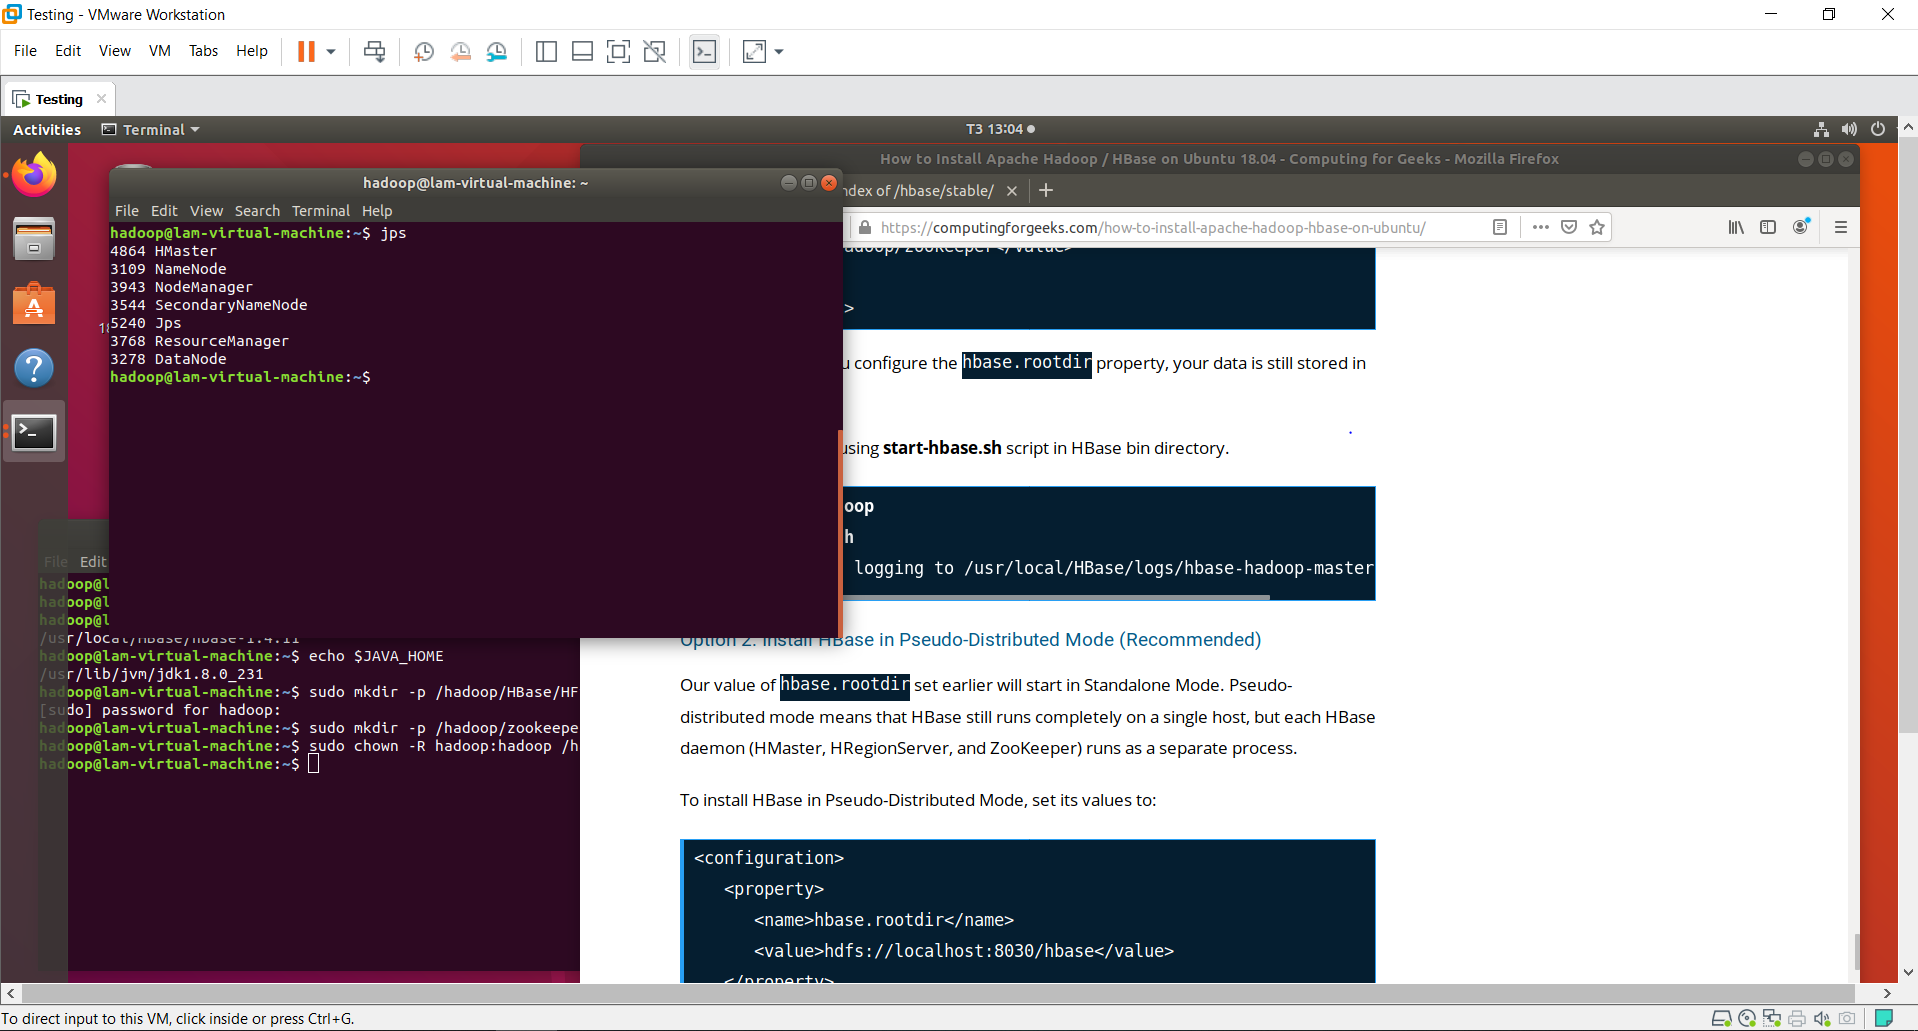 Testing - VMware Workstation
File Edit View VM Tabs Help
Testing
Activities Terminal T3 13:04
How to Install Apache Hadoop / HBase on Ubuntu 18.04 - Computing for Geeks - Mozilla Firefox
hadoop@lam-virtual-machine: ~
ndex of /hbase/stable/
File Edit View Search Terminal Help
https://computingforgeeks.com/how-to-install-apache-hadoop-hbase-on-ubuntu/
hadoop@lam-virtual-machine:~$ jps
4864 HMaster
3109 NameNode
3943 NodeManager
3544 SecondaryNameNode
5240 Jps
3768 ResourceManager
3278 DataNode
hadoop@lam-virtual-machine:~$
18
adoop/zookeeper</value>
>
u configure the hbase.rootdir property, your data is still stored in
using start-hbase.sh script in HBase bin directory.
oop
h
logging to /usr/local/HBase/logs/hbase-hadoop-master
File Edit
hadoop@l
hadoop@l
hadoop@l
/usr/local/HBase/hbase-1.4.11
hadoop@lam-virtual-machine:~$ echo $JAVA_HOME
/usr/lib/jvm/jdk1.8.0_231
hadoop@lam-virtual-machine:~$ sudo mkdir -p /hadoop/HBase/HF
[sudo] password for hadoop:
hadoop@lam-virtual-machine:~$ sudo mkdir -p /hadoop/zookeepe
hadoop@lam-virtual-machine:~$ sudo chown -R hadoop:hadoop /h
hadoop@lam-virtual-machine:~$
Option 2. Install HBase in Pseudo-Distributed Mode (Recommended)
Our value of hbase.rootdir set earlier will start in Standalone Mode. Pseudo-
distributed mode means that HBase still runs completely on a single host, but each HBase
daemon (HMaster, HRegionServer, and ZooKeeper) runs as a separate process.
To install HBase in Pseudo-Distributed Mode, set its values to:
<configuration>
<property>
<name>hbase.rootdir</name>
<value>hdfs://localhost:8030/hbase</value>
</property>
To direct input to this VM, click inside or press Ctrl+G.